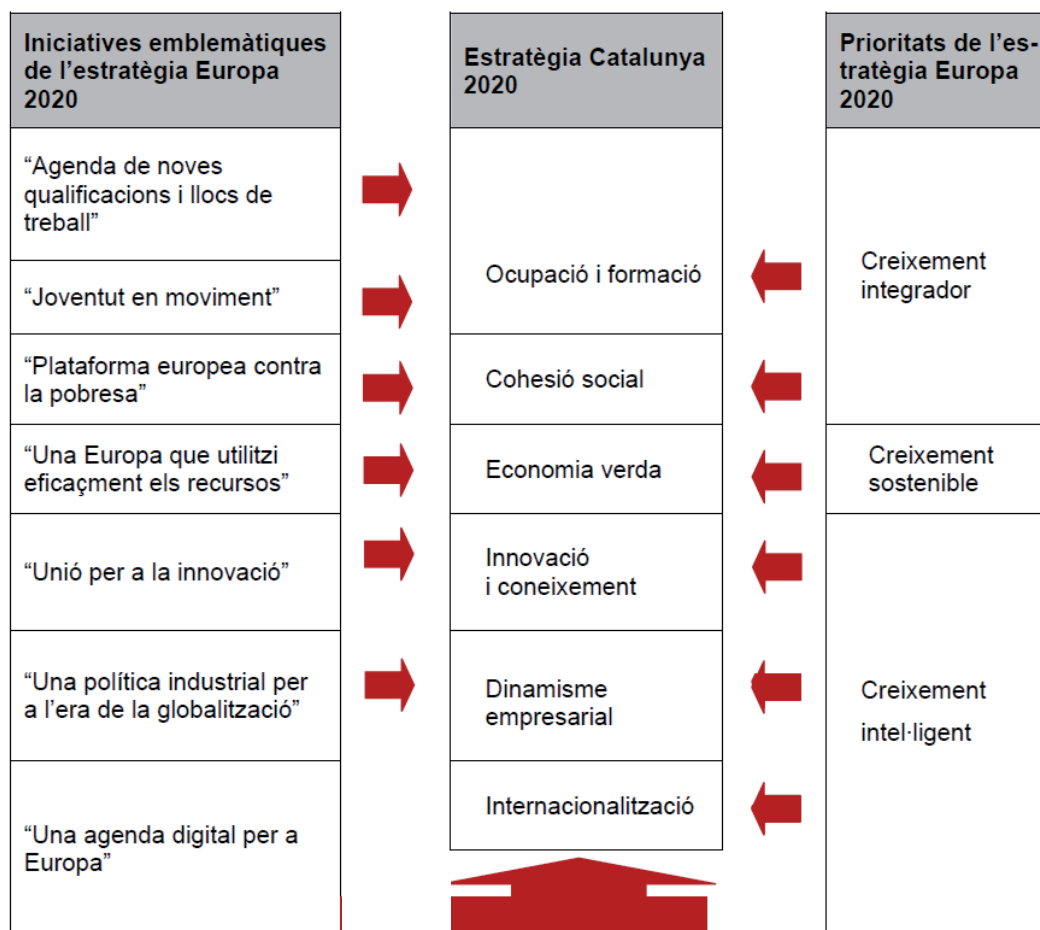 Iniciatives emblemàtiques
de l’estratègia Europa
2020
Estratègia Catalunya
2020
Prioritats de l’es-
tratègia Europa
2020
“Agenda de noves
qualificacions i llocs de
treball”
“Joventut en moviment”
“Plataforma europea contra
la pobresa”
“Una Europa que utilitzi
eficaçment els recursos”
“Unió per a la innovació”
“Una política industrial per
a l’era de la globalització”
“Una agenda digital per a
Europa”
Ocupació i formació
Cohesió social
Economia verda
Innovació
i coneixement
Dinamisme
empresarial
Internacionalització
Creixement
integrador
Creixement
sostenible
Creixement
intel·ligent